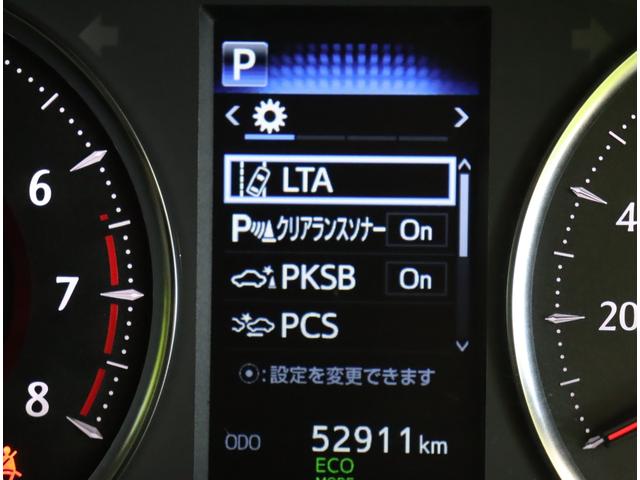 P
LTA
P クリアランスソナー On
PKSB On
PCS
:設定を変更できます
ODO 52911 km
ECO
MODE
6
7
8
4
20